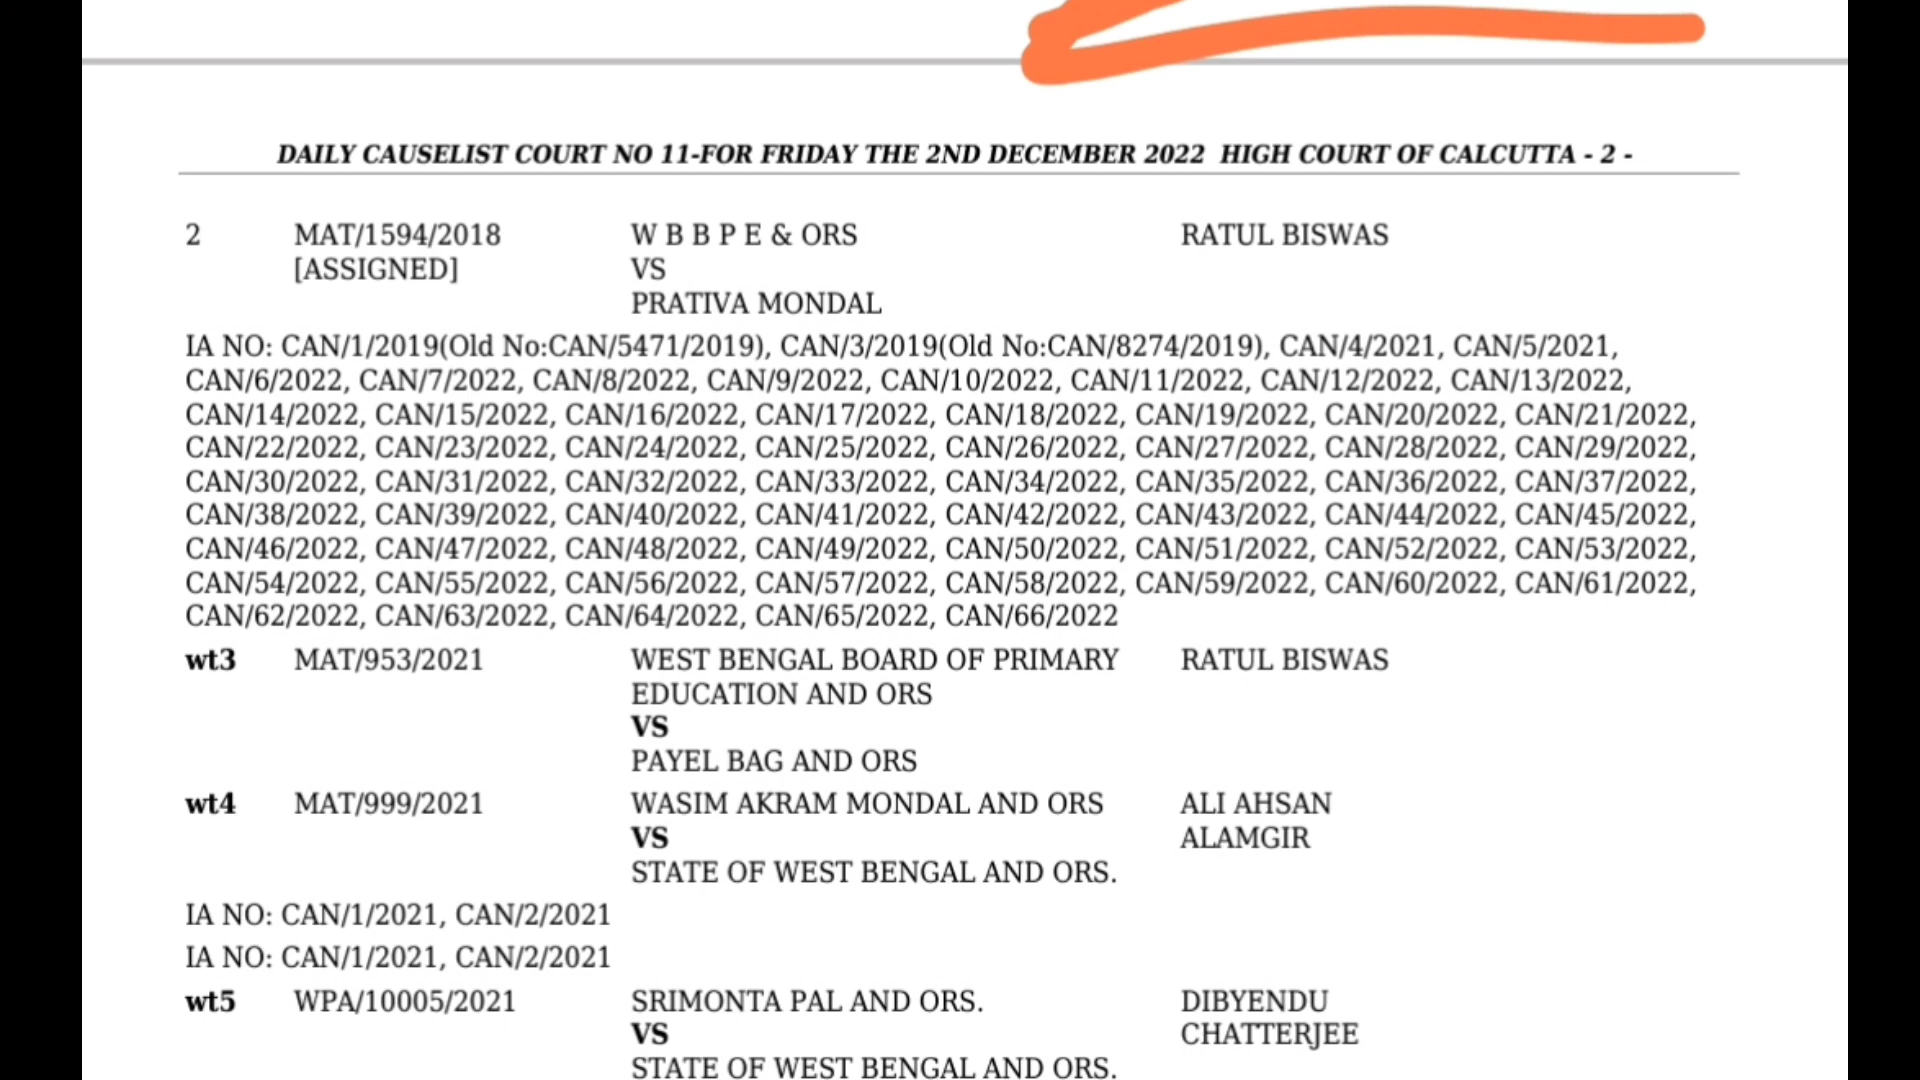 DAILY CAUSELIST COURT NO 11-FOR FRIDAY THE 2ND DECEMBER 2022 HIGH COURT OF CALCUTTA - 2 -
2 MAT/1594/2018 W B B P E & ORS RATUL BISWAS
[ASSIGNED] VS
PRATIVA MONDAL
IA NO: CAN/1/2019(Old No:CAN/5471/2019), CAN/3/2019(Old No:CAN/8274/2019), CAN/4/2021, CAN/5/2021,
CAN/6/2022, CAN/7/2022, CAN/8/2022, CAN/9/2022, CAN/10/2022, CAN/11/2022, CAN/12/2022, CAN/13/2022,
CAN/14/2022, CAN/15/2022, CAN/16/2022, CAN/17/2022, CAN/18/2022, CAN/19/2022, CAN/20/2022, CAN/21/2022,
CAN/22/2022, CAN/23/2022, CAN/24/2022, CAN/25/2022, CAN/26/2022, CAN/27/2022, CAN/28/2022, CAN/29/2022,
CAN/30/2022, CAN/31/2022, CAN/32/2022, CAN/33/2022, CAN/34/2022, CAN/35/2022, CAN/36/2022, CAN/37/2022,
CAN/38/2022, CAN/39/2022, CAN/40/2022, CAN/41/2022, CAN/42/2022, CAN/43/2022, CAN/44/2022, CAN/45/2022,
CAN/46/2022, CAN/47/2022, CAN/48/2022, CAN/49/2022, CAN/50/2022, CAN/51/2022, CAN/52/2022, CAN/53/2022,
CAN/54/2022, CAN/55/2022, CAN/56/2022, CAN/57/2022, CAN/58/2022, CAN/59/2022, CAN/60/2022, CAN/61/2022,
CAN/62/2022, CAN/63/2022, CAN/64/2022, CAN/65/2022, CAN/66/2022
wt3 MAT/953/2021 WEST BENGAL BOARD OF PRIMARY RATUL BISWAS
EDUCATION AND ORS
VS
PAYEL BAG AND ORS
wt4 MAT/999/2021 WASIM AKRAM MONDAL AND ORS ALI AHSAN
VS ALAMGIR
STATE OF WEST BENGAL AND ORS.
IA NO: CAN/1/2021, CAN/2/2021
IA NO: CAN/1/2021, CAN/2/2021
wt5 WPA/10005/2021 SRIMONTA PAL AND ORS. DIBYENDU
VS CHATTERJEE
STATE OF WEST BENGAL AND ORS.